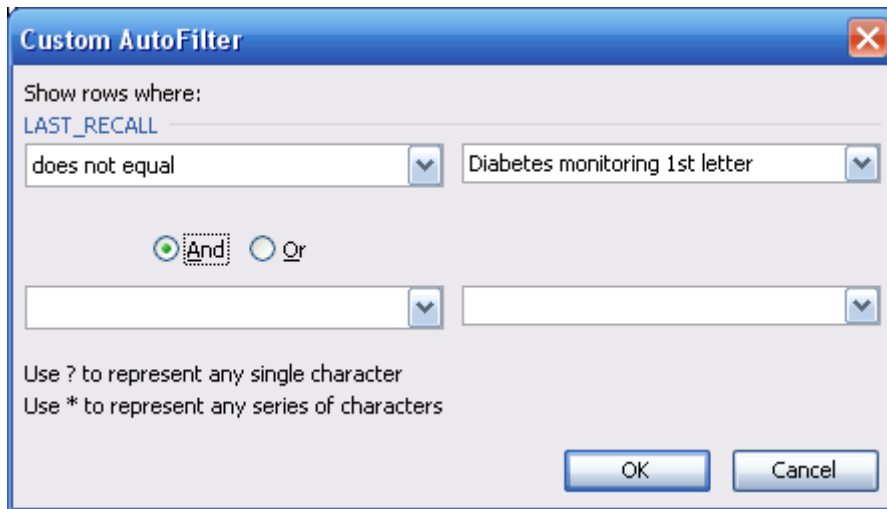 Custom AutoFilter
Show rows where:
LAST_RECALL
does not equal Diabetes monitoring 1st letter
And Or
Use ? to represent any single character
Use * to represent any series of characters
OK Cancel